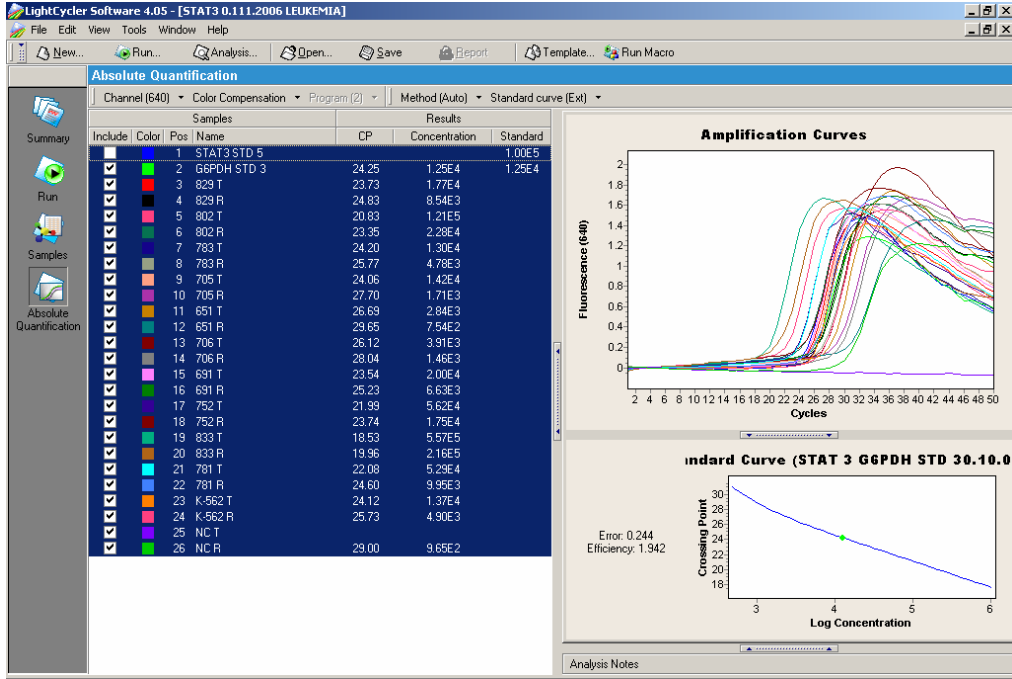 LightCycler Software 4.05 - [STAT3 0.111.2006 LEUKEMIA]
File Edit View Tools Window Help
New... Run... Analysis... Open... Save Report Template... Run Macro
Absolute Quantification
Channel (640) Color Compensation Program (2) Method (Auto) Standard curve (Ext)
Summary
Run
Samples
Absolute
Quantification
Samples Results
Include Color Pos Name CP Concentration Standard
1 STAT3 STD 5 1.00E5
2 G6PDH STD 3 24.25 1.25E4 1.25E4
3 829 T 23.73 1.77E4
4 829 R 24.83 8.54E3
5 802 T 20.83 1.21E5
6 802 R 23.35 2.28E4
7 783 T 24.20 1.30E4
8 783 R 25.77 4.78E3
9 705 T 24.06 1.42E4
10 705 R 27.70 1.71E3
11 651 T 26.69 2.84E3
12 651 R 29.65 7.54E2
13 706 T 26.12 3.91E3
14 706 R 28.04 1.46E3
15 691 T 23.54 2.00E4
16 691 R 25.23 6.63E3
17 752 T 21.99 5.62E4
18 752 R 23.74 1.75E4
19 833 T 18.53 5.57E5
20 833 R 19.96 2.16E5
21 781 T 22.08 5.29E4
22 781 R 24.60 9.95E3
23 K-562 T 24.12 1.37E4
24 K-562 R 25.73 4.90E3
25 NC T
26 NC R 29.00 9.65E2
Amplification Curves
Fluorescence (640)
2
1.8
1.6
1.4
1.2
1
0.8
0.6
0.4
0.2
0
2 4 6 8 10 12 14 16 18 20 22 24 26 28 30 32 34 36 38 40 42 44 46 48 50
Cycles
ndard Curve (STAT 3 G6PDH STD 30.10.0
Error: 0.244
Efficiency: 1.942
Crossing Point
30
28
26
24
22
20
18
3 4 5 6
Log Concentration
Analysis Notes